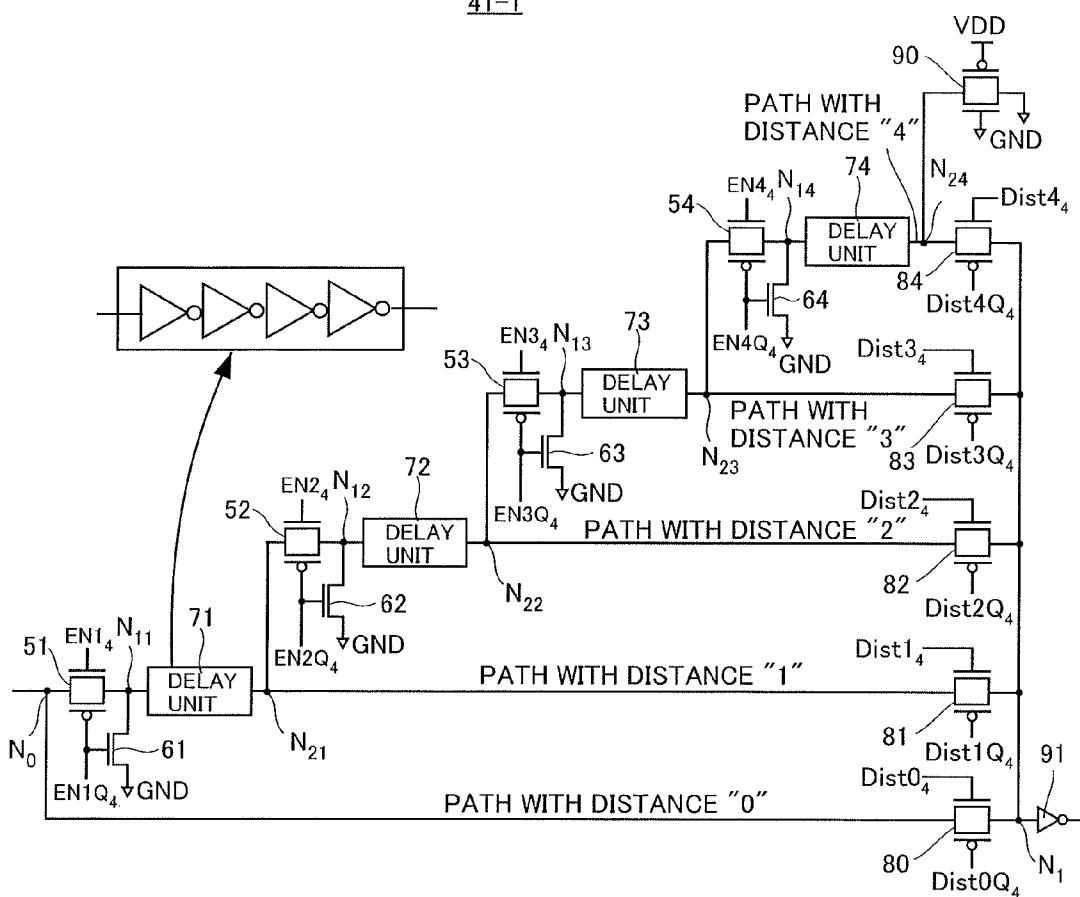 41-1
VDD
90
PATH WITH
DISTANCE "4"
GND
74
N24
EN44
N14
54
DELAY
UNIT
Dist44
84
Dist4Q4
64
EN4Q4
GND
73
EN34
N13
53
DELAY
UNIT
Dist34
PATH WITH
DISTANCE "3"
83
Dist3Q4
N23
63
GND
EN3Q4
72
EN24
N12
52
DELAY
UNIT
Dist24
PATH WITH DISTANCE "2"
82
Dist2Q4
N22
62
GND
EN2Q4
71
EN14
N11
51
DELAY
UNIT
Dist14
PATH WITH DISTANCE "1"
81
Dist1Q4
N21
N0
61
EN1Q4
GND
91
Dist04
PATH WITH DISTANCE "0"
80
Dist0Q4
N1